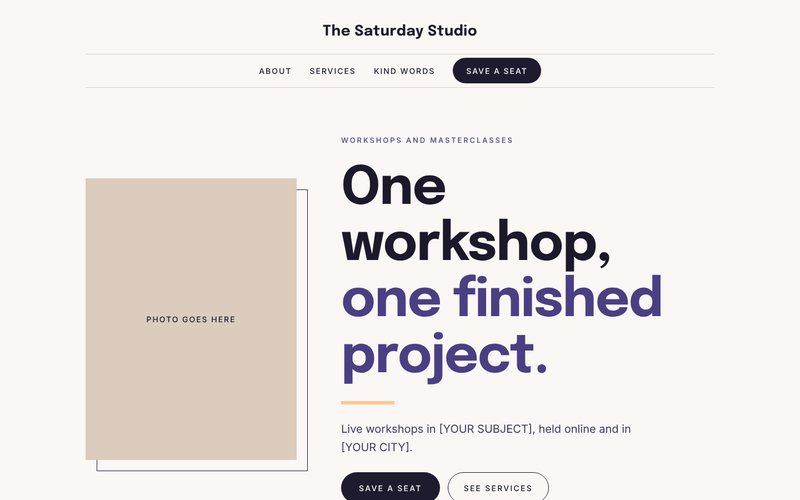 The Saturday Studio
ABOUT
SERVICES
KIND WORDS
SAVE A SEAT
WORKSHOPS AND MASTERCLASSES
One
workshop,
one finished
project.
PHOTO GOES HERE
Live workshops in [YOUR SUBJECT], held online and in
[YOUR CITY].
SAVE A SEAT
SEE SERVICES